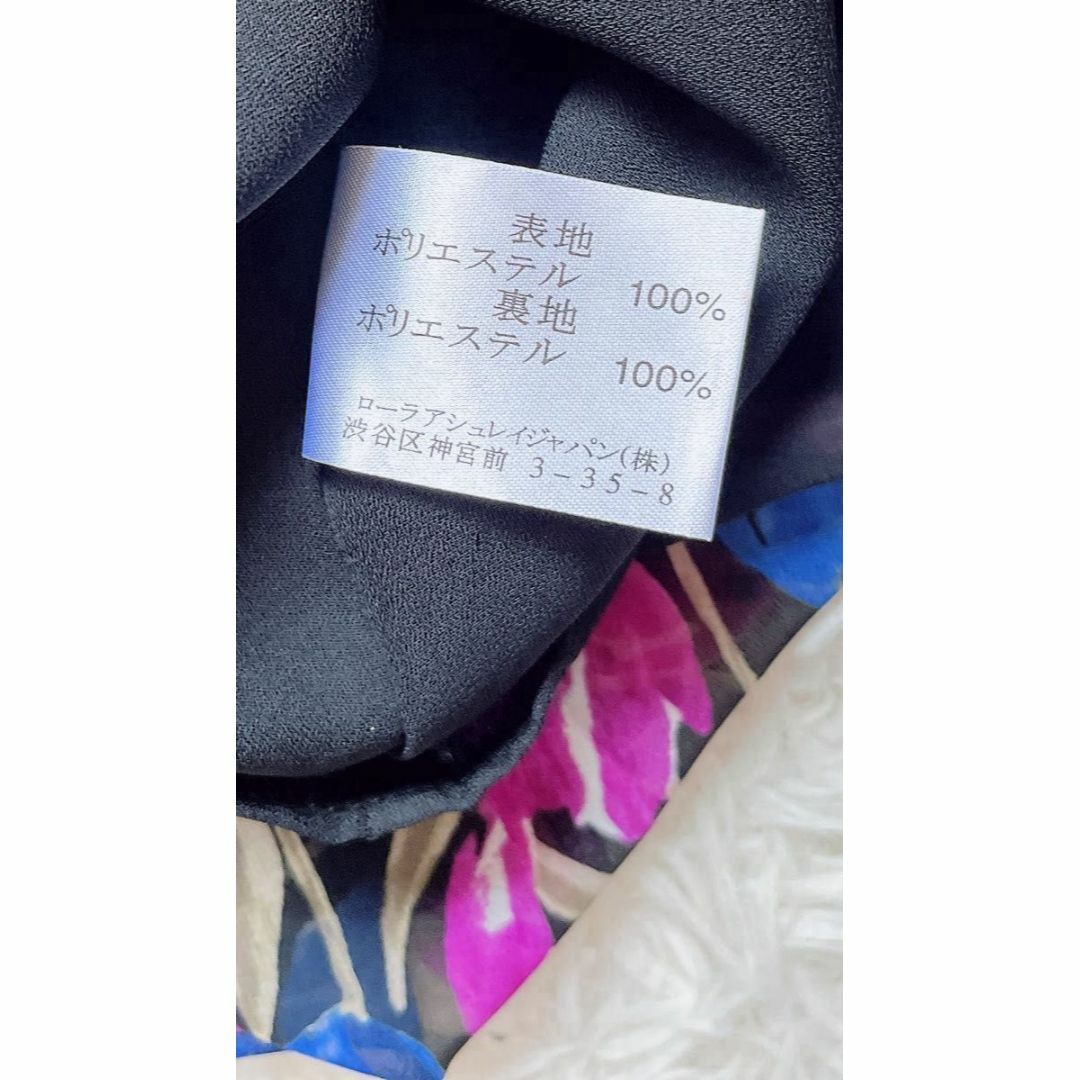 表地
ポリエステル 100%
裏地
ポリエステル 100%
ローラアシュレイジャパン(株)
渋谷区神宮前 3-35-8